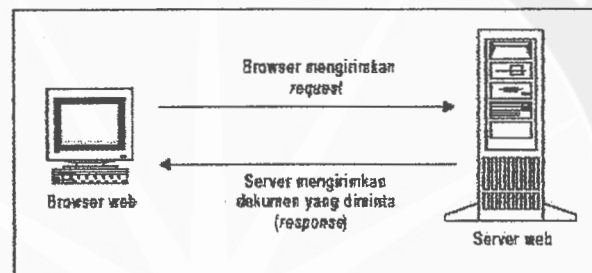 Browser mengirimkan
request
Browser web
Server mengirimkan
dokumen yang diminta
(response)
Server web